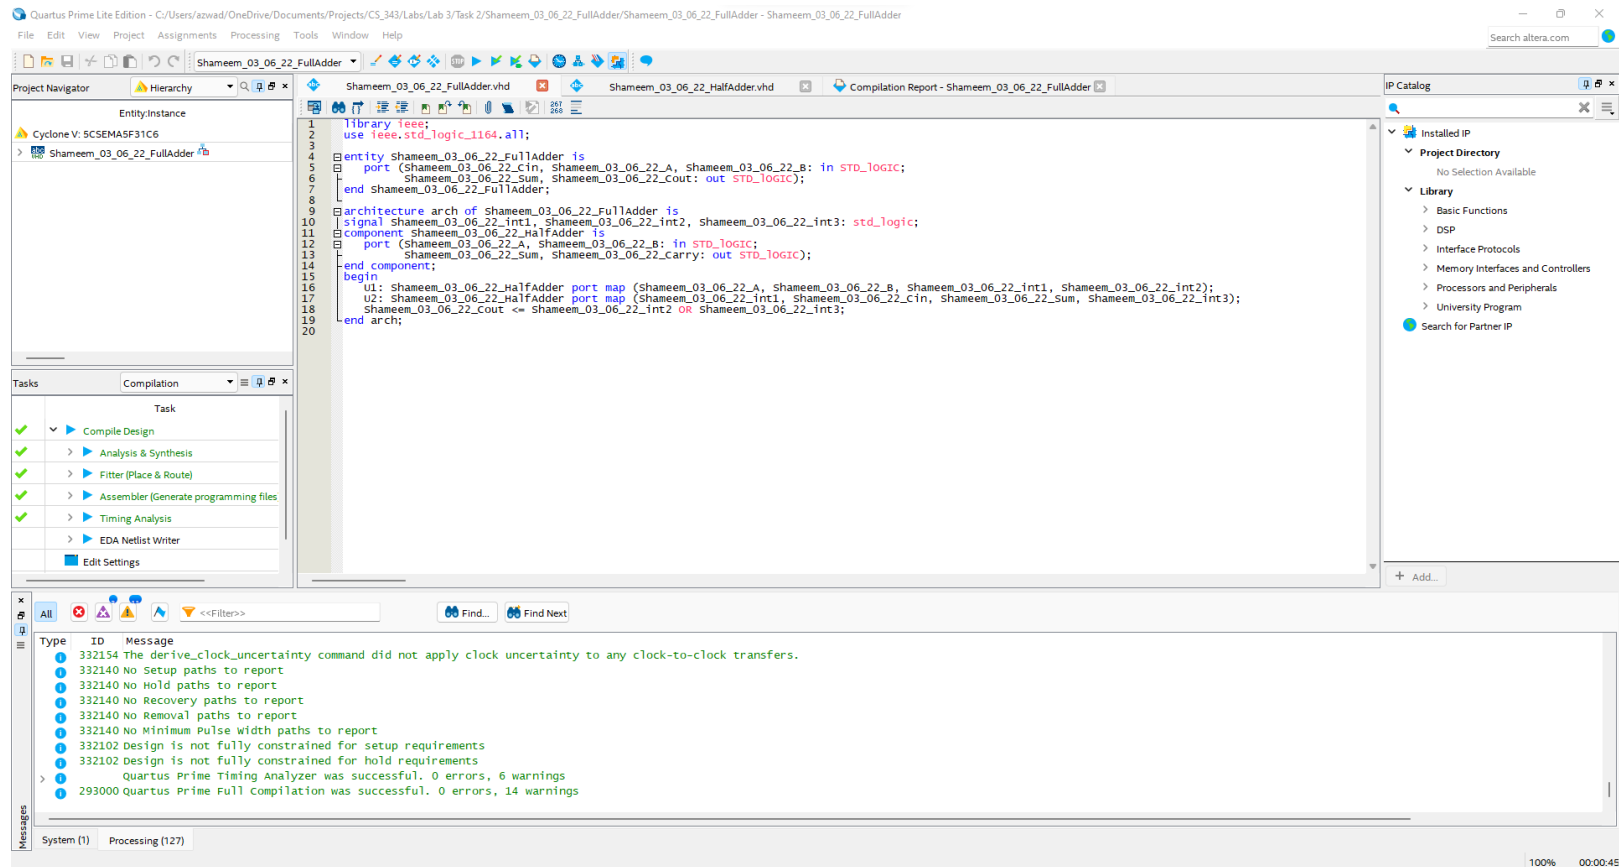 Quartus Prime Lite Edition - C:/Users/azwad/OneDrive/Documents/Projects/CS_343/Labs/Lab 3/Task 2/Shameem_03_06_22_FullAdder/Shameem_03_06_22_FullAdder - Shameem_03_06_22_FullAdder
File Edit View Project Assignments Processing Tools Window Help
Search altera.com
Shameem_03_06_22_FullAdder
Project Navigator
Hierarchy
Entity:Instance
Cyclone V: 5CSEMA5F31C6
Shameem_03_06_22_FullAdder
Tasks
Compilation
Task
Compile Design
Analysis & Synthesis
Fitter (Place & Route)
Assembler (Generate programming files
Timing Analysis
EDA Netlist Writer
Edit Settings
Shameem_03_06_22_FullAdder.vhd
Shameem_03_06_22_HalfAdder.vhd
Compilation Report - Shameem_03_06_22_FullAdder
267
268
1 library ieee;
2 use ieee.std_logic_1164.all;
3
4 entity Shameem_03_06_22_FullAdder is
5 port (Shameem_03_06_22_Cin, Shameem_03_06_22_A, Shameem_03_06_22_B: in STD_lOGIC;
6 Shameem_03_06_22_Sum, Shameem_03_06_22_Cout: out STD_lOGIC);
7 end Shameem_03_06_22_FullAdder;
8
9 architecture arch of Shameem_03_06_22_FullAdder is
10 signal Shameem_03_06_22_int1, Shameem_03_06_22_int2, Shameem_03_06_22_int3: std_logic;
11 component Shameem_03_06_22_HalfAdder is
12 port (Shameem_03_06_22_A, Shameem_03_06_22_B: in STD_lOGIC;
13 Shameem_03_06_22_Sum, Shameem_03_06_22_Carry: out STD_lOGIC);
14 end component;
15 begin
16 U1: Shameem_03_06_22_HalfAdder port map (Shameem_03_06_22_A, Shameem_03_06_22_B, Shameem_03_06_22_int1, Shameem_03_06_22_int2);
17 U2: Shameem_03_06_22_HalfAdder port map (Shameem_03_06_22_int1, Shameem_03_06_22_Cin, Shameem_03_06_22_Sum, Shameem_03_06_22_int3);
18 Shameem_03_06_22_Cout <= Shameem_03_06_22_int2 OR Shameem_03_06_22_int3;
19 end arch;
20
IP Catalog
Installed IP
Project Directory
No Selection Available
Library
Basic Functions
DSP
Interface Protocols
Memory Interfaces and Controllers
Processors and Peripherals
University Program
Search for Partner IP
+ Add...
All
<<Filter>>
Find...
Find Next
Type ID Message
332154 The derive_clock_uncertainty command did not apply clock uncertainty to any clock-to-clock transfers.
332140 No Setup paths to report
332140 No Hold paths to report
332140 No Recovery paths to report
332140 No Removal paths to report
332140 No Minimum Pulse Width paths to report
332102 Design is not fully constrained for setup requirements
332102 Design is not fully constrained for hold requirements
Quartus Prime Timing Analyzer was successful. 0 errors, 6 warnings
293000 Quartus Prime Full Compilation was successful. 0 errors, 14 warnings
Messages
System (1) Processing (127)
100% 00:00:45